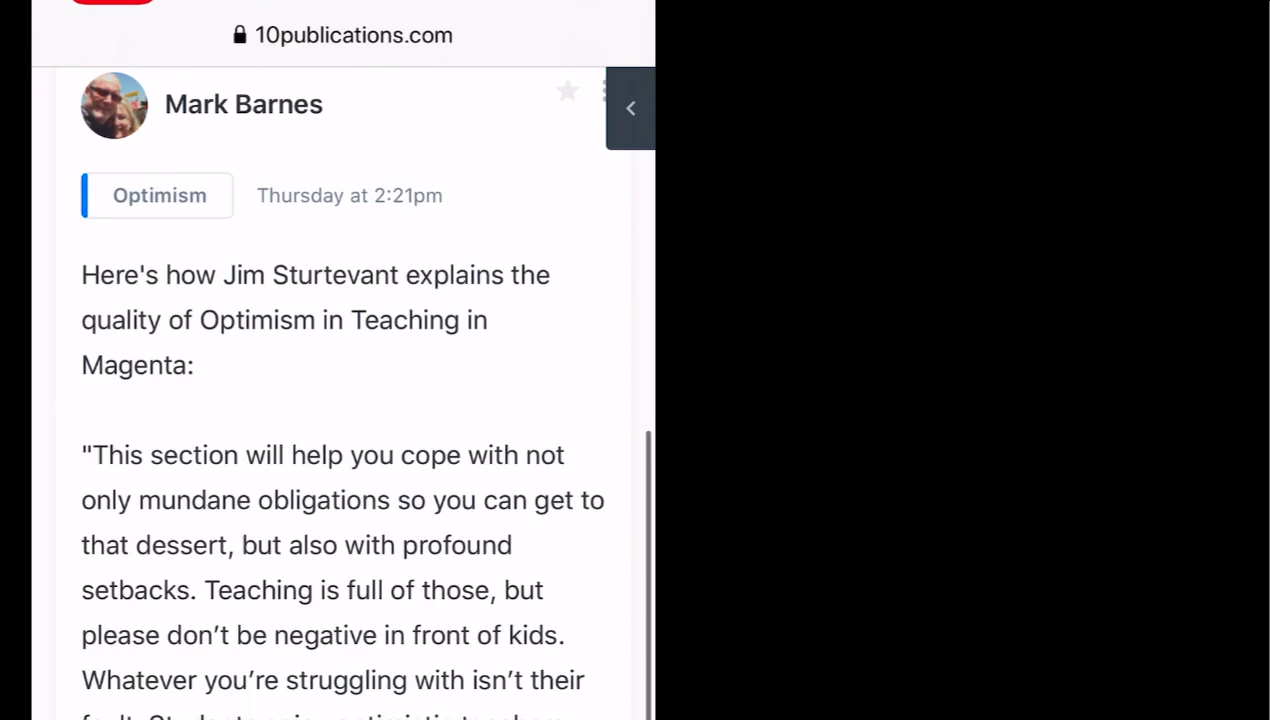 10publications.com
Mark Barnes
Optimism Thursday at 2:21pm
Here's how Jim Sturtevant explains the
quality of Optimism in Teaching in
Magenta:
"This section will help you cope with not
only mundane obligations so you can get to
that dessert, but also with profound
setbacks. Teaching is full of those, but
please don’t be negative in front of kids.
Whatever you’re struggling with isn’t their